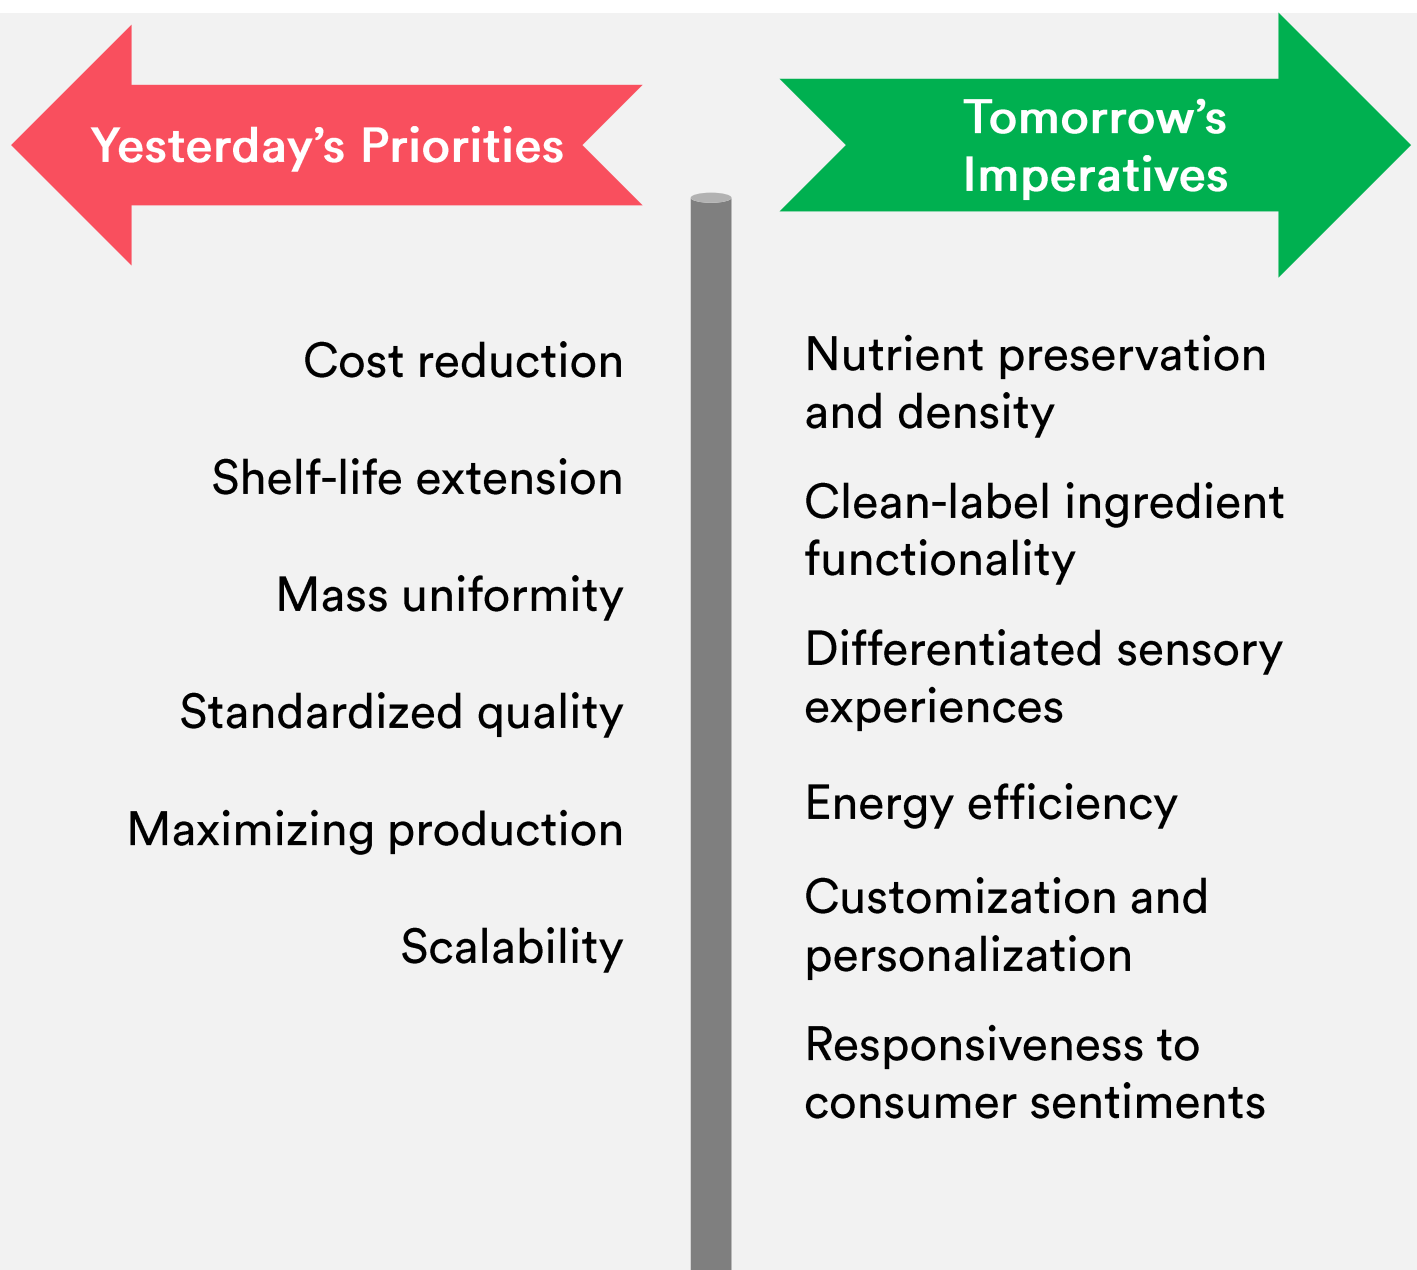 Yesterday’s Priorities
Cost reduction
Shelf-life extension
Mass uniformity
Standardized quality
Maximizing production
Scalability
Tomorrow’s
Imperatives
Nutrient preservation
and density
Clean-label ingredient
functionality
Differentiated sensory
experiences
Energy efficiency
Customization and
personalization
Responsiveness to
consumer sentiments